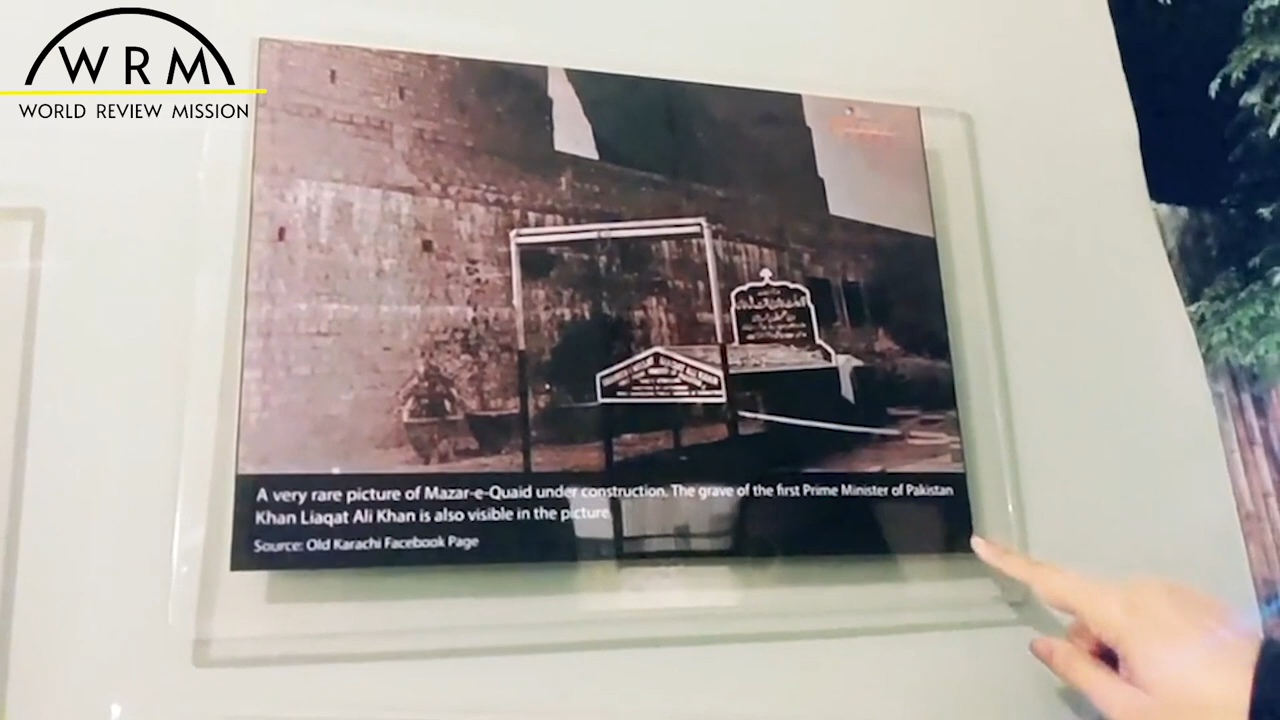 WRM
WORLD REVIEW MISSION
A very rare picture of Mazar-e-Quaid under construction. The grave of the first Prime Minister of Pakistan
Khan Liaqat Ali Khan is also visible in the picture
Source: Old Karachi Facebook Page